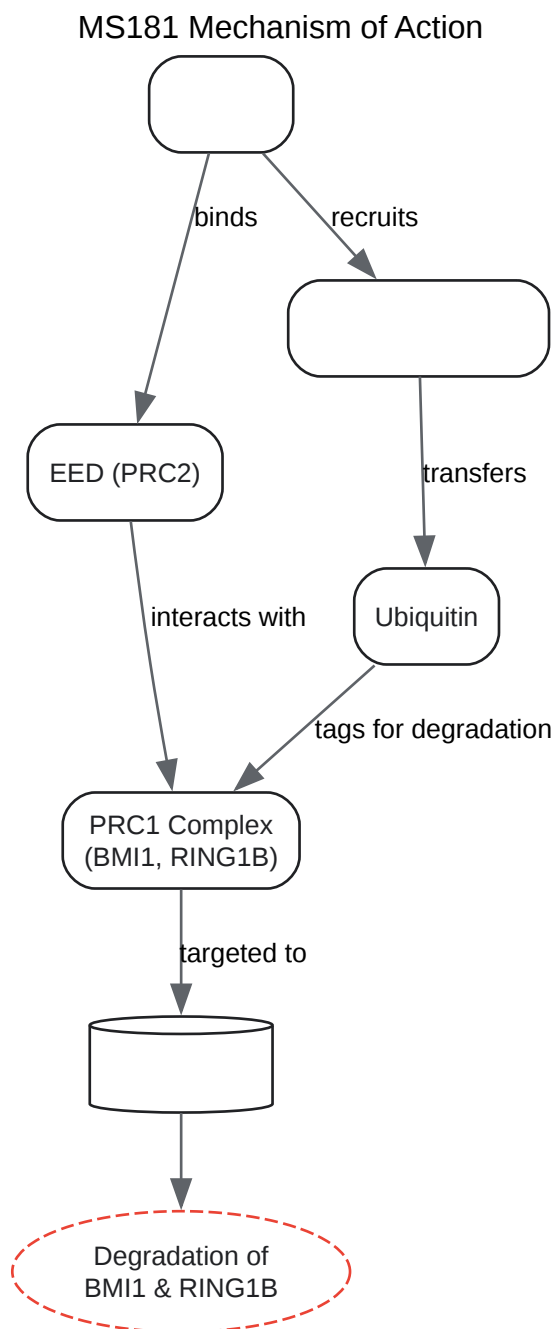 MS181 Mechanism of Action
binds
recruits
EED (PRC2)
transfers
interacts with
Ubiquitin
tags for degradation
PRC1 Complex
(BMI1, RING1B)
targeted to
Degradation of
BMI1 & RING1B